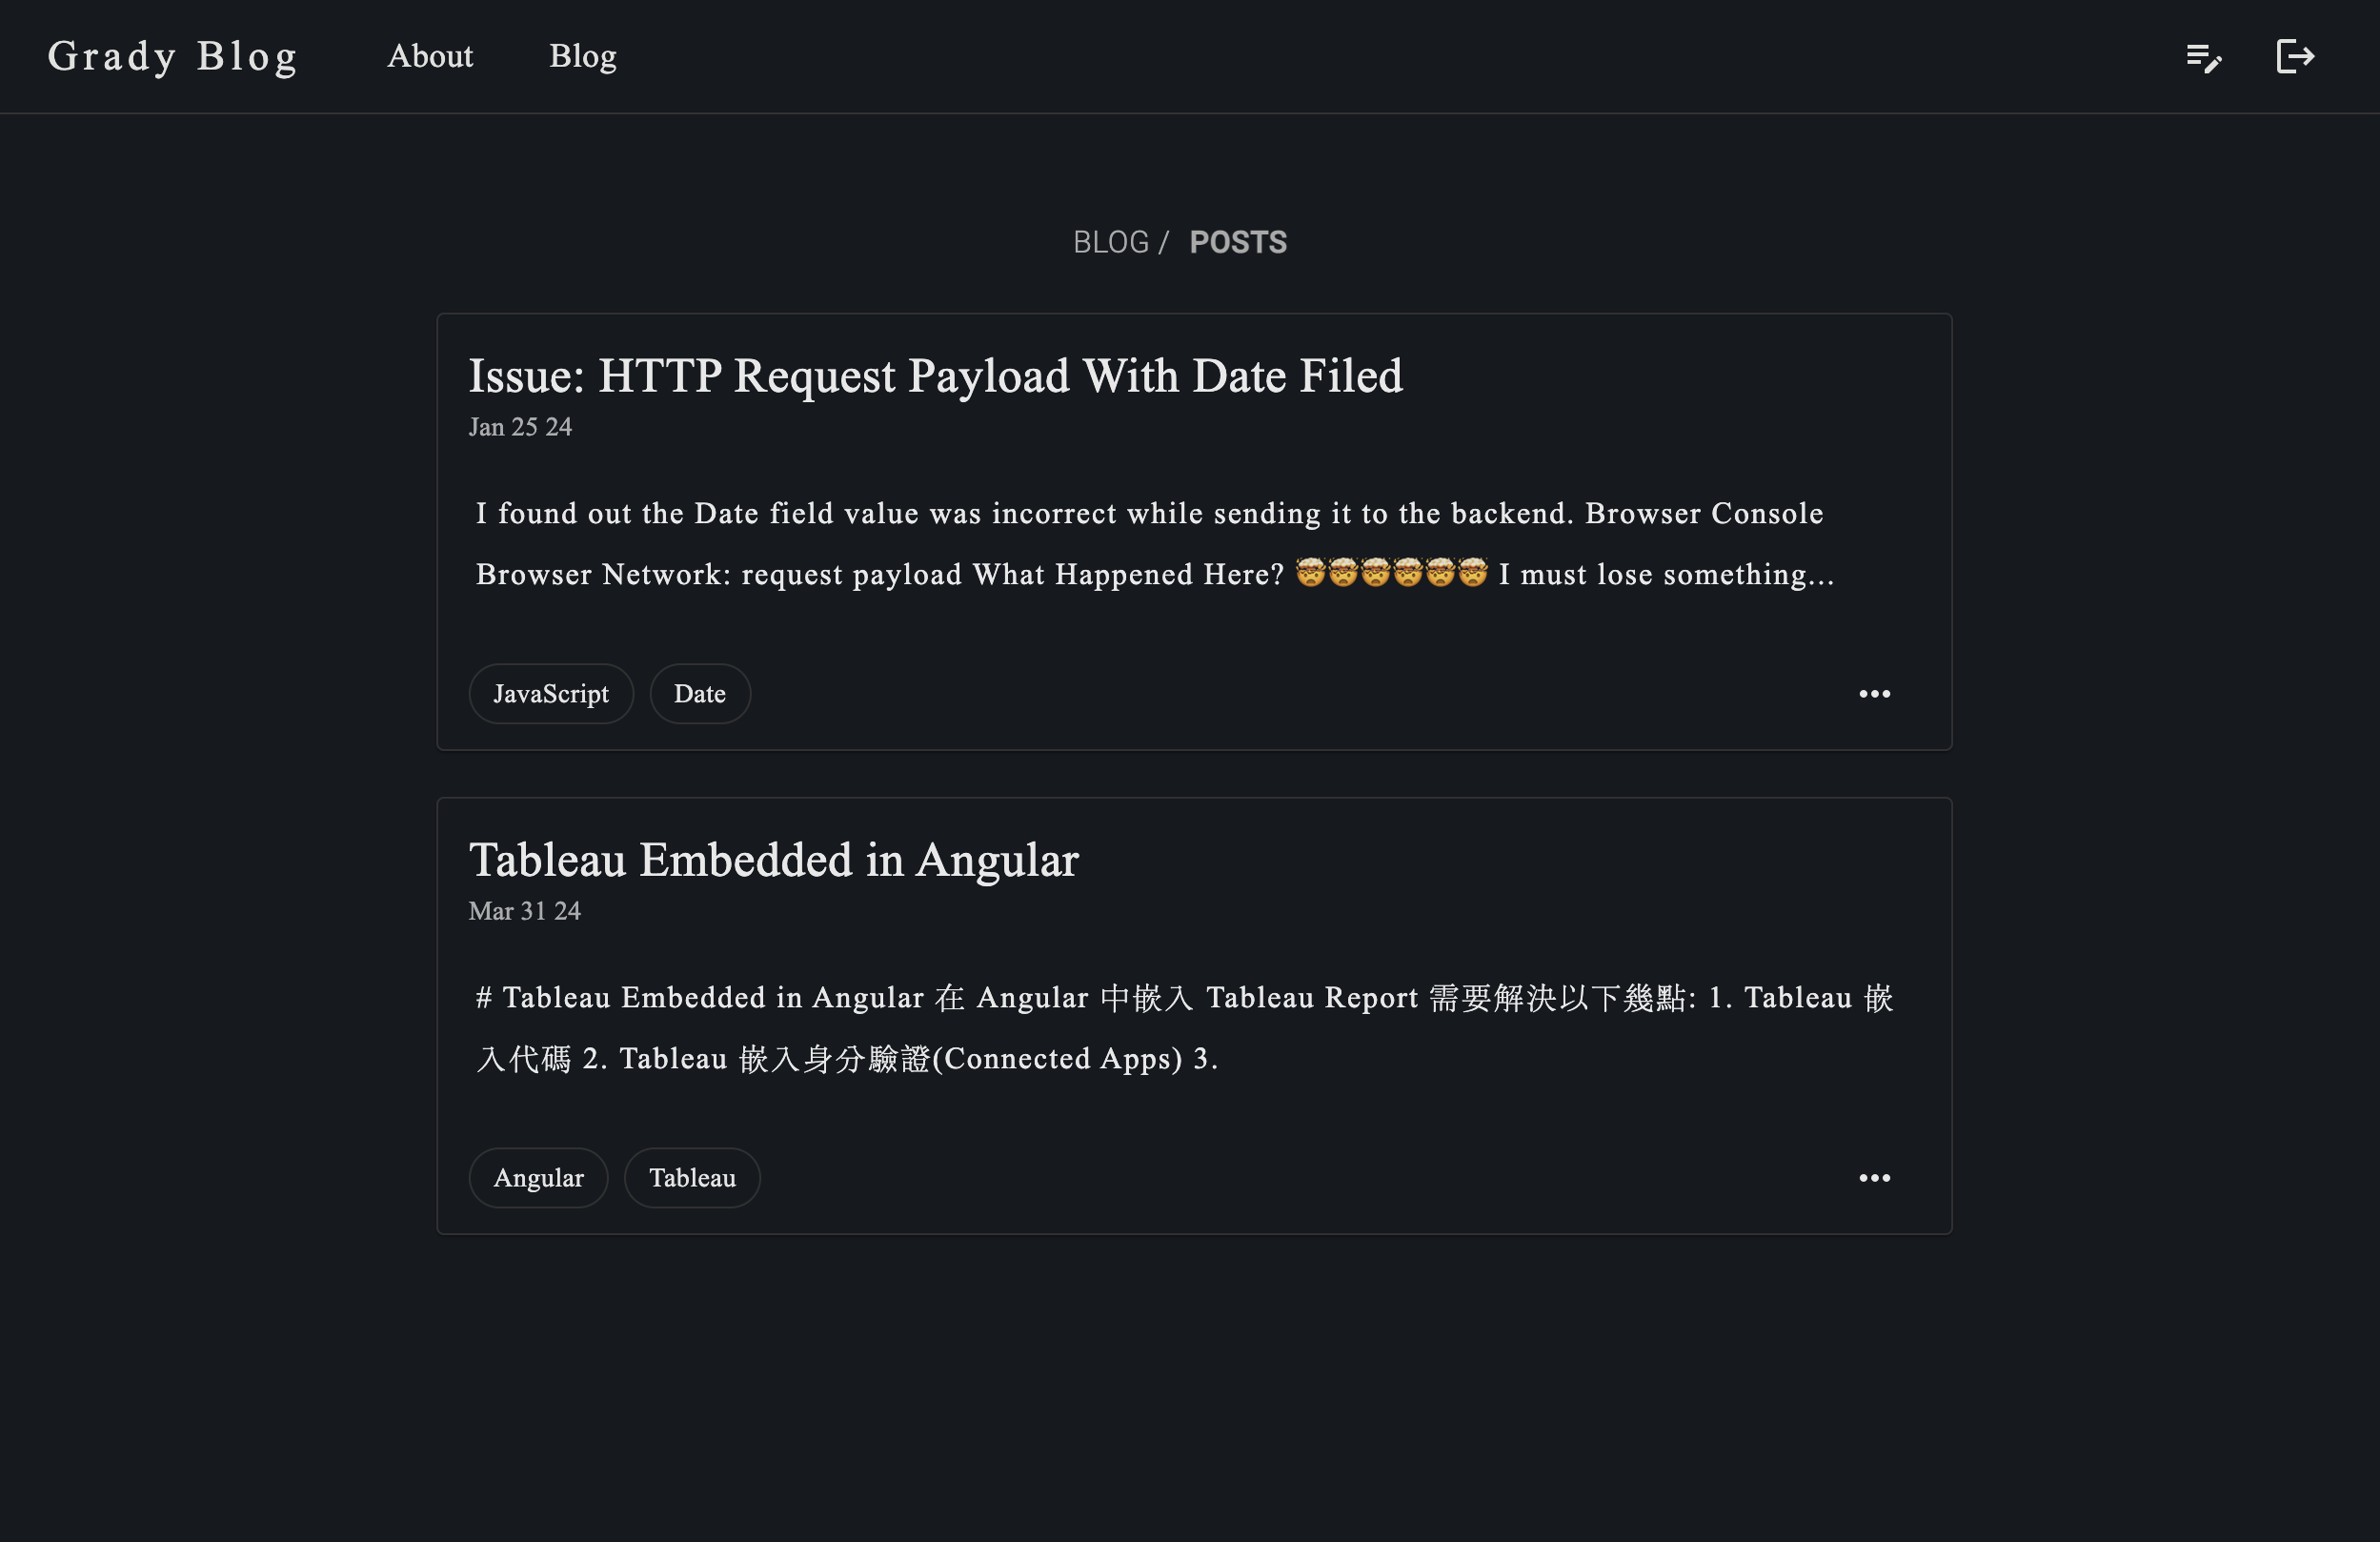 Grady Blog About Blog
BLOG / POSTS
Issue: HTTP Request Payload With Date Filed
Jan 25 24
I found out the Date field value was incorrect while sending it to the backend. Browser Console
Browser Network: request payload What Happened Here? 🤯🤯🤯🤯🤯🤯 I must lose something...
JavaScript Date
Tableau Embedded in Angular
Mar 31 24
# Tableau Embedded in Angular 在 Angular 中嵌入 Tableau Report 需要解決以下幾點: 1. Tableau 嵌
入代碼 2. Tableau 嵌入身分驗證(Connected Apps) 3.
Angular Tableau